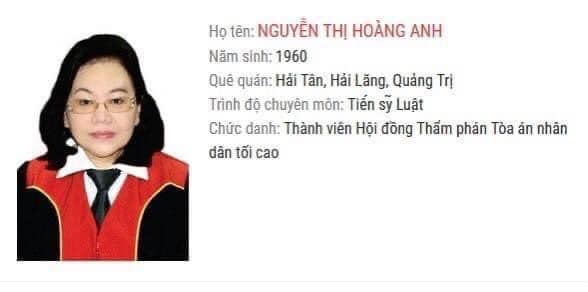 Họ tên: NGUYỄN THỊ HOÀNG ANH
Năm sinh: 1960
Quê quán: Hải Tân, Hải Lăng, Quảng Trị
Trình độ chuyên môn: Tiến sỹ Luật
Chức danh: Thành viên Hội đồng Thẩm phán Tòa án nhân
dân tối cao